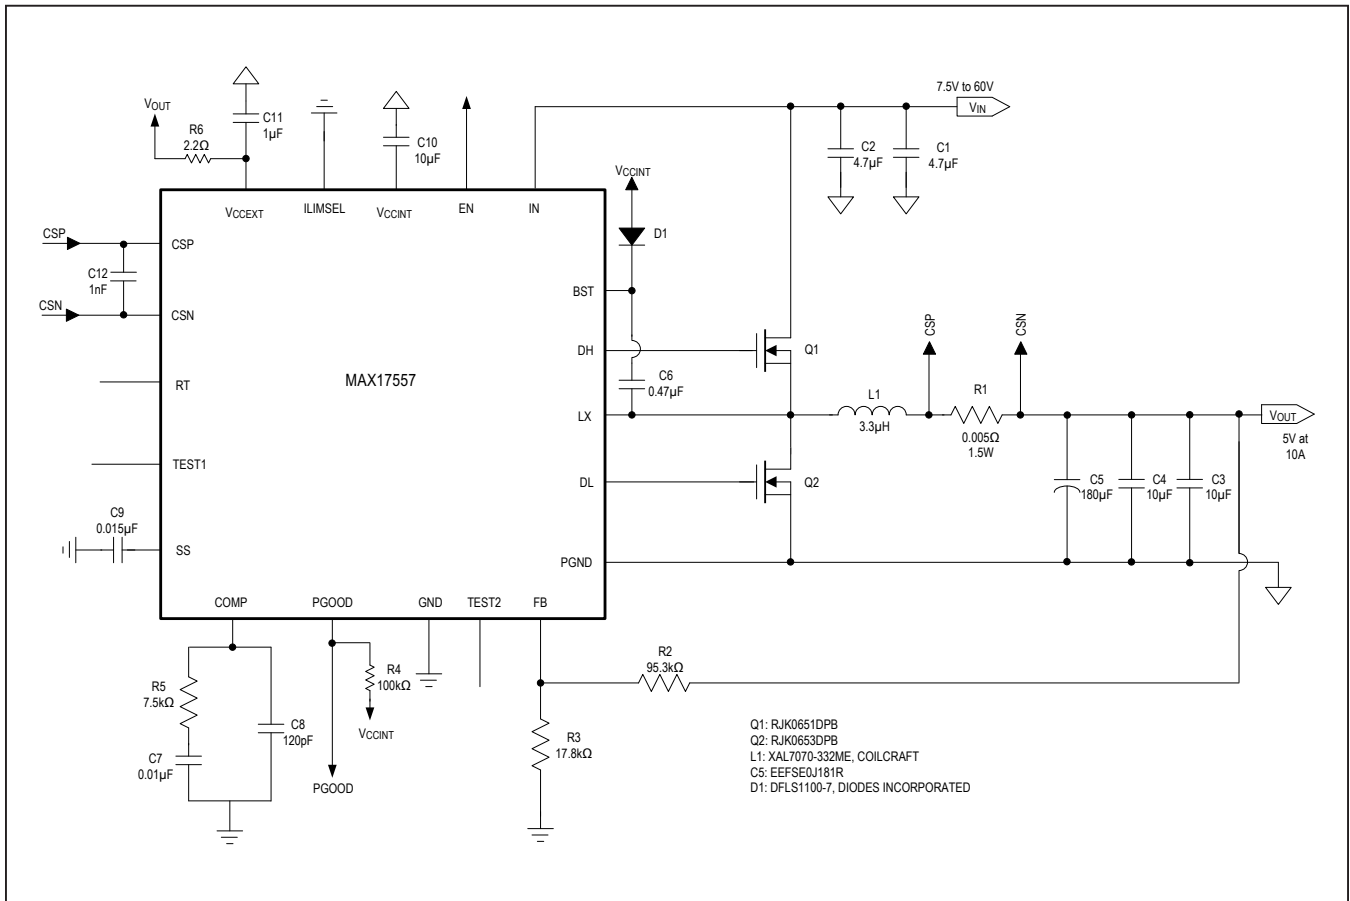 7.5V to 60V
VIN
VOUT
R6
2.2Ω
C11
1µF
C10
10µF
C2
4.7µF
C1
4.7µF
VCCINT
D1
VCCEXT
ILIMSEL
VCCINT
EN
IN
CSP
CSP
C12
1nF
CSN
CSN
BST
RT
MAX17557
DH
Q1
C6
0.47µF
LX
CSP
CSN
L1
3.3µH
R1
0.005Ω
1.5W
VOUT
5V at
10A
TEST1
DL
Q2
C5
180µF
C4
10µF
C3
10µF
C9
0.015µF
SS
PGND
COMP
PGOOD
GND
TEST2
FB
R5
7.5kΩ
C7
0.01µF
C8
120pF
R4
100kΩ
VCCINT
PGOOD
R2
95.3kΩ
R3
17.8kΩ
Q1: RJK0651DPB
Q2: RJK0653DPB
L1: XAL7070-332ME, COILCRAFT
C5: EEFSE0J181R
D1: DFLS1100-7, DIODES INCORPORATED